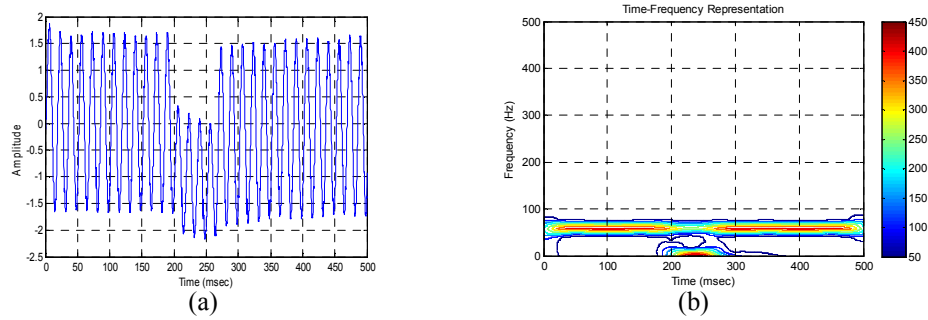 2
1.5
1
0.5
0
-0.5
-1
-1.5
-2
-2.5
Amplitude
0 50 100 150 200 250 300 350 400 450 500
Time (msec)
(a)
Time-Frequency Representation
500
400
300
200
100
0
Frequency (Hz)
0 100 200 300 400 500
Time (msec)
450
400
350
300
250
200
150
100
50
(b)